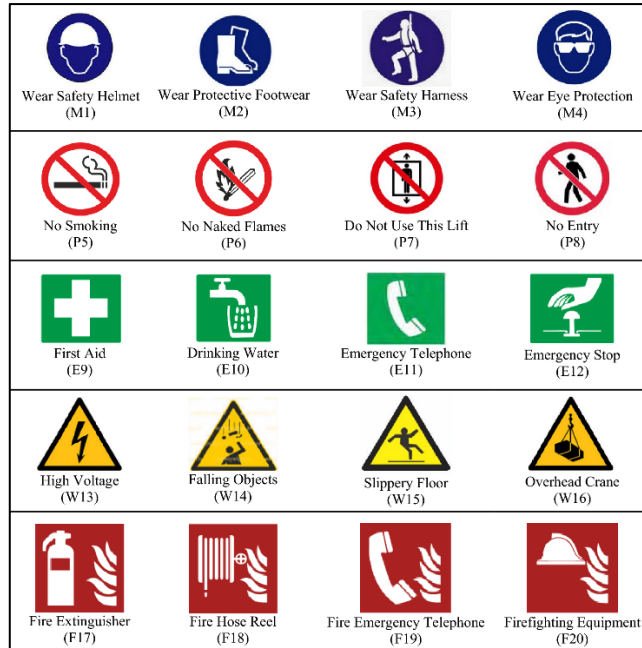 Wear Safety Helmet Wear Protective Footwear Wear Safety Harness Wear Eye Protection
(M1) (M2) (M3) (M4)
No Smoking No Naked Flames Do Not Use This Lift No Entry
(P5) (P6) (P7) (P8)
First Aid Drinking Water Emergency Telephone Emergency Stop
(E9) (E10) (E11) (E12)
High Voltage Falling Objects Slippery Floor Overhead Crane
(W13) (W14) (W15) (W16)
Fire Extinguisher Fire Hose Reel Fire Emergency Telephone Firefighting Equipment
(F17) (F18) (F19) (F20)